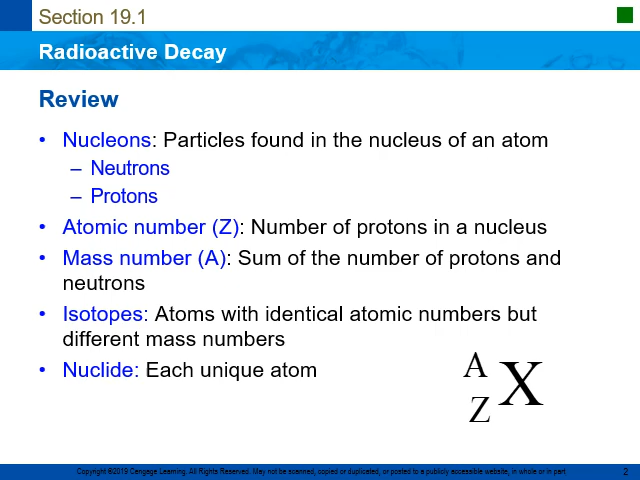 Section 19.1
Radioactive Decay
Review
• Nucleons: Particles found in the nucleus of an atom
– Neutrons
– Protons
• Atomic number (Z): Number of protons in a nucleus
• Mass number (A): Sum of the number of protons and
neutrons
• Isotopes: Atoms with identical atomic numbers but
different mass numbers
• Nuclide: Each unique atom
A
X
Z
Copyright ©2019 Cengage Learning. All Rights Reserved. May not be scanned, copied or duplicated, or posted to a publicly accessible website, in whole or in part.
2